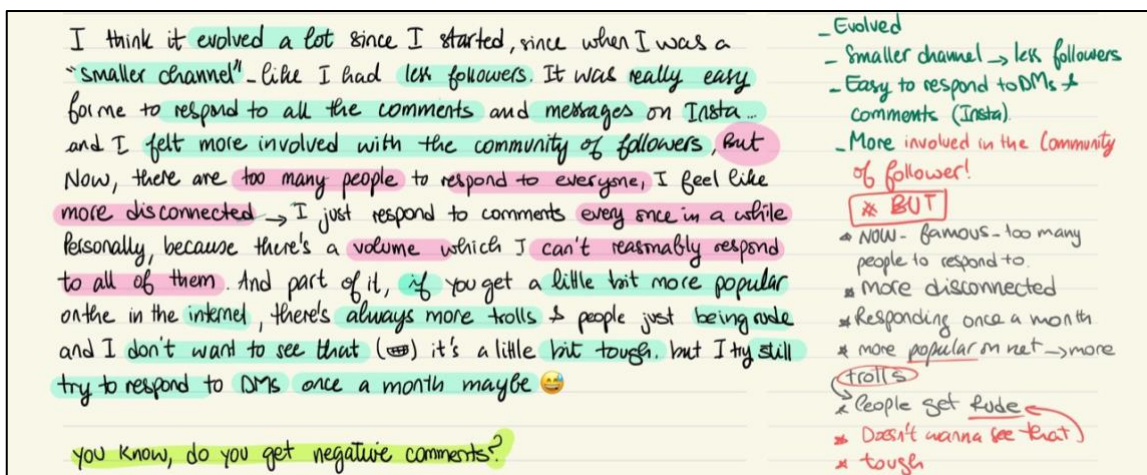 I think it evolved a lot since I started, since when I was a
"smaller channel" - like I had less followers. It was really easy
for me to respond to all the comments and messages on Insta...
and I felt more involved with the community of followers, But
Now, there are too many people to respond to everyone, I feel like
more disconnected → I just respond to comments every once in a while
Personally, because there's a volume which I can't reasonably respond
to all of them. And part of it, if you get a little bit more popular
on the in the internet, there's always more trolls & people just being rude
and I don't want to see that () it's a little bit tough. but I try still
try to respond to DMs once a month maybe 😅
you know, do you get negative comments?
- Evolved
- Smaller channel → less followers
- Easy to respond to DMs &
comments (Insta)
- More involved in the Community
of follower!
* BUT
* NOW - famous - too many
people to respond to.
* More disconnected
* Responding once a month
* more popular on net → more
trolls
* People get Rude
* Doesn't wanna see that
* tough